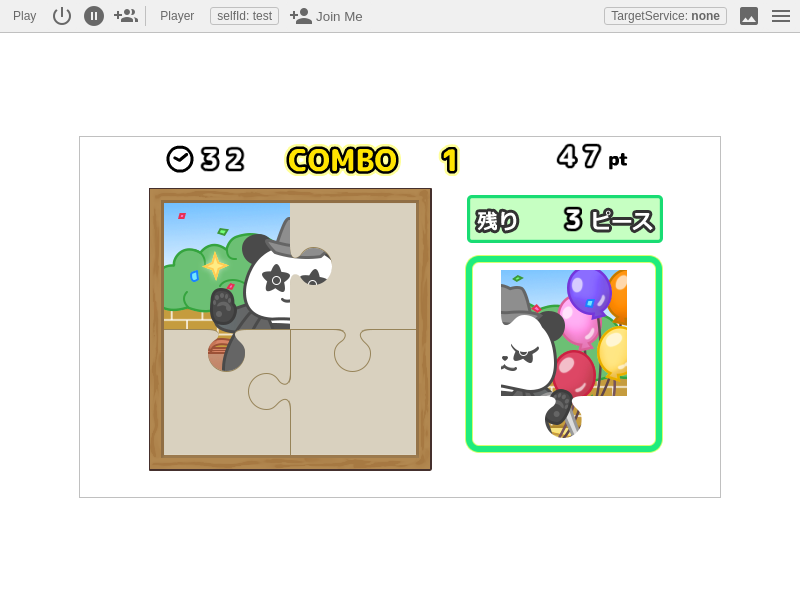 Play
Player
selfId: test
Join Me
TargetService: none
32
COMBO 1
47 pt
残り 3 ピース